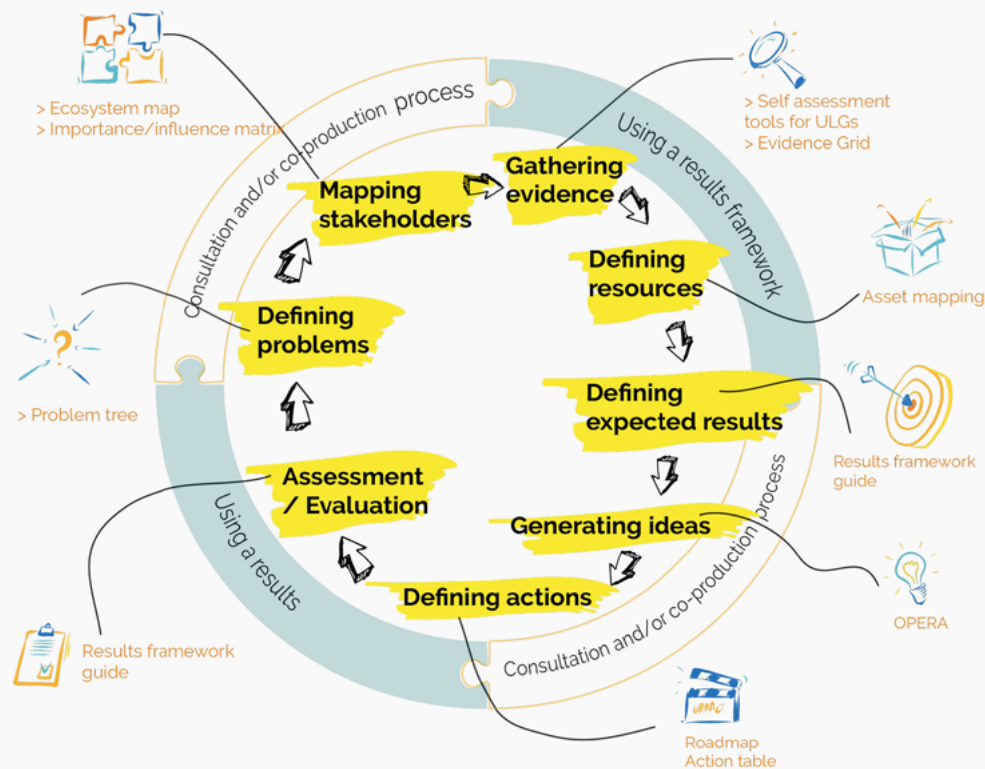 > Ecosystem map
> Importance/influence matrix
Consultation and/or co-production process
> Self assessment
tools for ULGs
> Evidence Grid
Using a results framework
Mapping
stakeholders
Gathering
evidence
Defining
resources
Asset mapping
Defining
problems
> Problem tree
Defining
expected results
Results framework
guide
Assessment
/ Evaluation
Generating ideas
Using a results
Defining actions
Consultation and/or co-production process
OPERA
Results framework
guide
Roadmap
Action table